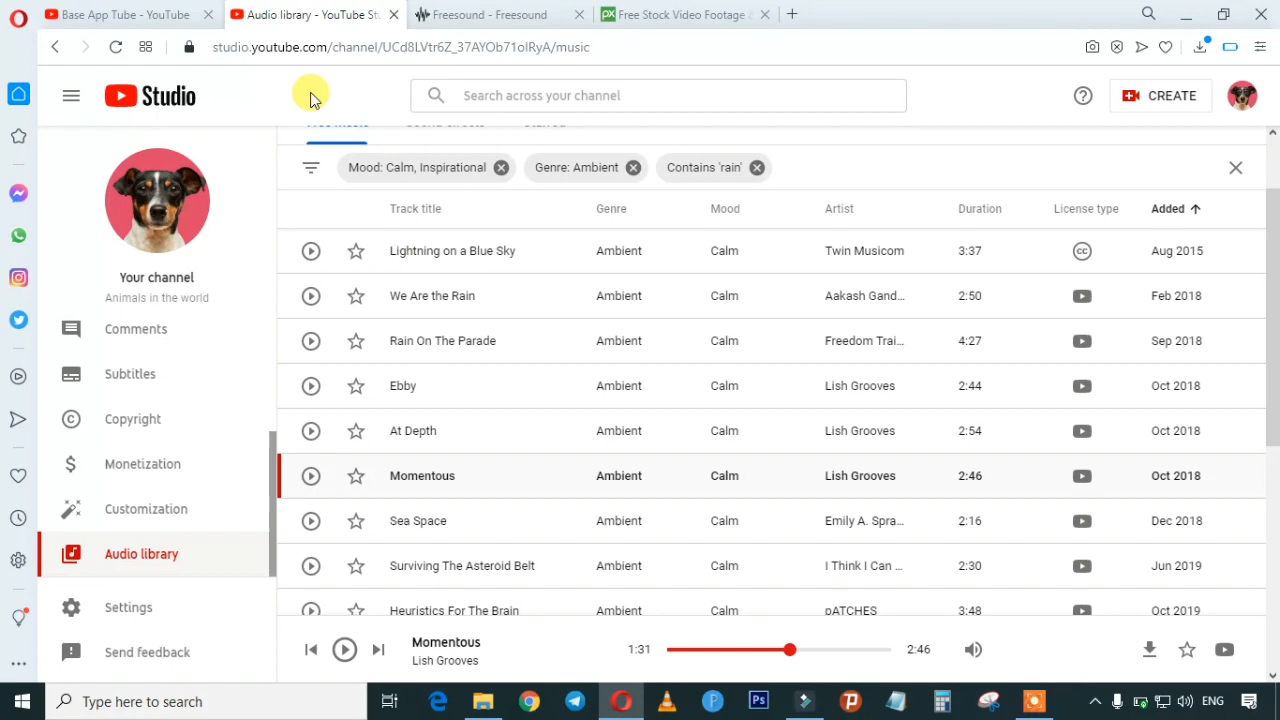 Base App Tube - YouTube
Audio library - YouTube St
Freesound - Freesound
Free Stock Video Footage
studio.youtube.com/channel/UCd8LVtr6Z_37AYOb71oIRyA/music
Studio
Search across your channel
CREATE
Free music
Sound effects
Starred
Mood: Calm, Inspirational
Genre: Ambient
Contains 'rain'
Track title Genre Mood Artist Duration License type Added
Lightning on a Blue Sky Ambient Calm Twin Musicom 3:37 cc Aug 2015
We Are the Rain Ambient Calm Aakash Gand... 2:50 Feb 2018
Rain On The Parade Ambient Calm Freedom Trai... 4:27 Sep 2018
Ebby Ambient Calm Lish Grooves 2:44 Oct 2018
At Depth Ambient Calm Lish Grooves 2:54 Oct 2018
Momentous Ambient Calm Lish Grooves 2:46 Oct 2018
Sea Space Ambient Calm Emily A. Spra... 2:16 Dec 2018
Surviving The Asteroid Belt Ambient Calm I Think I Can ... 2:30 Jun 2019
Heuristics For The Brain Ambient Calm pATCHES 3:48 Oct 2019
Your channel
Animals in the world
Comments
Subtitles
Copyright
Monetization
Customization
Audio library
Settings
Send feedback
Momentous
Lish Grooves
1:31
2:46
Type here to search
ENG